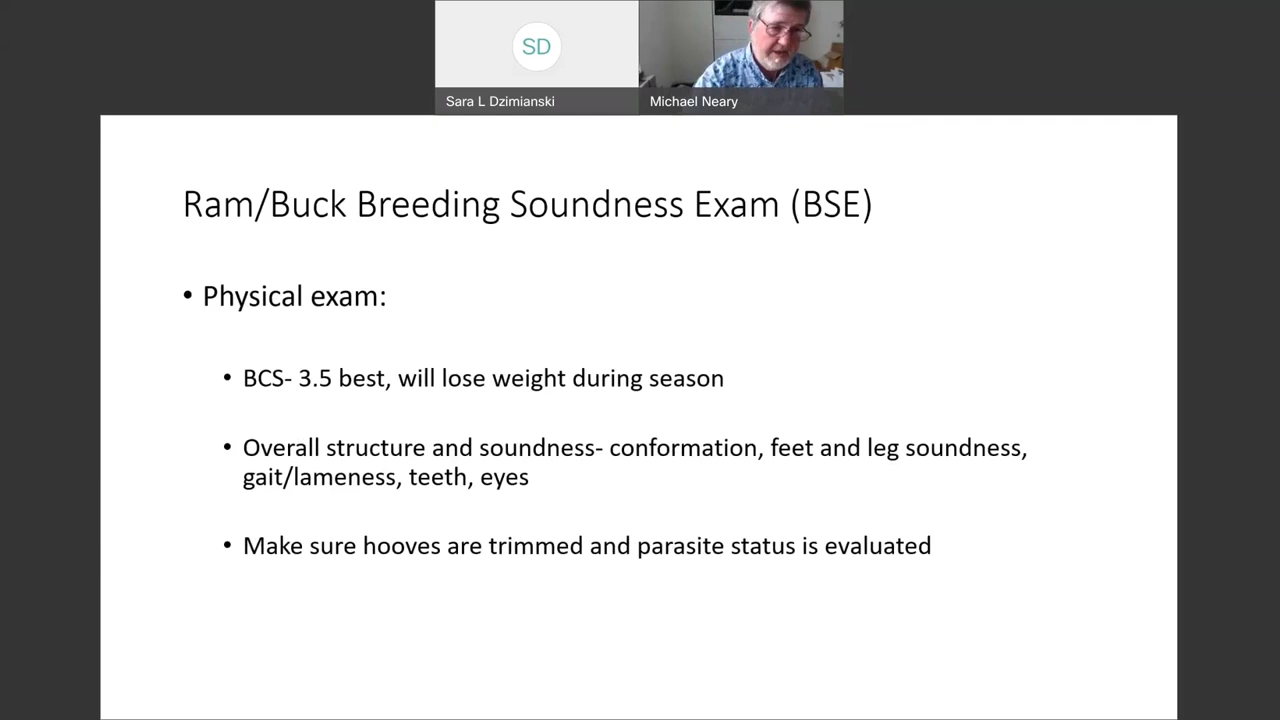 SD
Sara L Dzimianski
Michael Neary
Ram/Buck Breeding Soundness Exam (BSE)
• Physical exam:
• BCS- 3.5 best, will lose weight during season
• Overall structure and soundness- conformation, feet and leg soundness,
gait/lameness, teeth, eyes
• Make sure hooves are trimmed and parasite status is evaluated